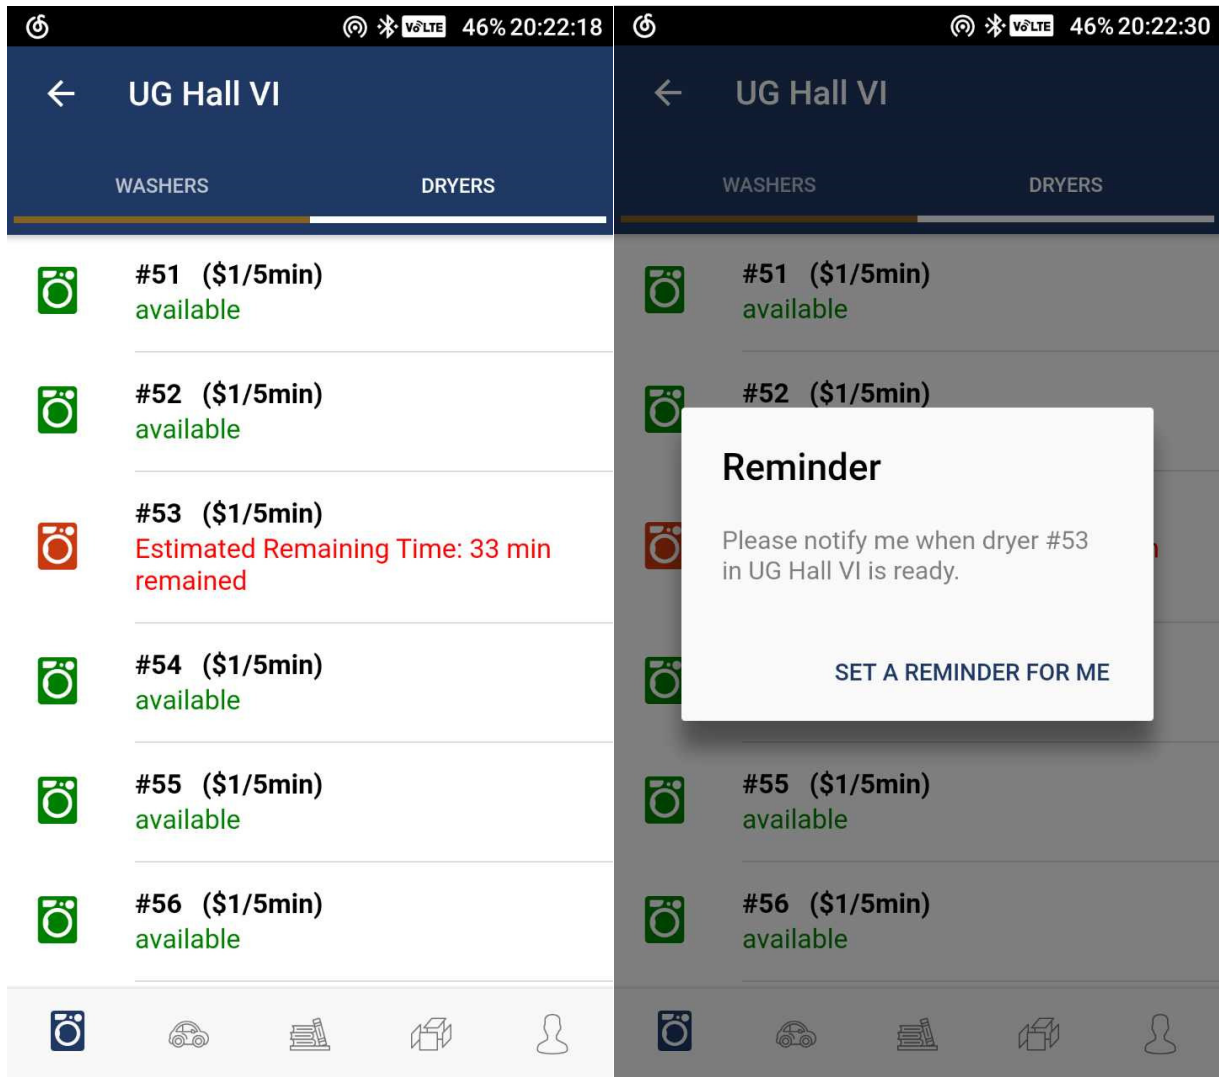 VoLTE 46% 20:22:18
UG Hall VI
WASHERS DRYERS
#51 ($1/5min)
available
#52 ($1/5min)
available
#53 ($1/5min)
Estimated Remaining Time: 33 min
remained
#54 ($1/5min)
available
#55 ($1/5min)
available
#56 ($1/5min)
available
VoLTE 46% 20:22:30
UG Hall VI
WASHERS DRYERS
#51 ($1/5min)
available
#52 ($1/5min)
Reminder
Please notify me when dryer #53
in UG Hall VI is ready.
SET A REMINDER FOR ME
#55 ($1/5min)
available
#56 ($1/5min)
available